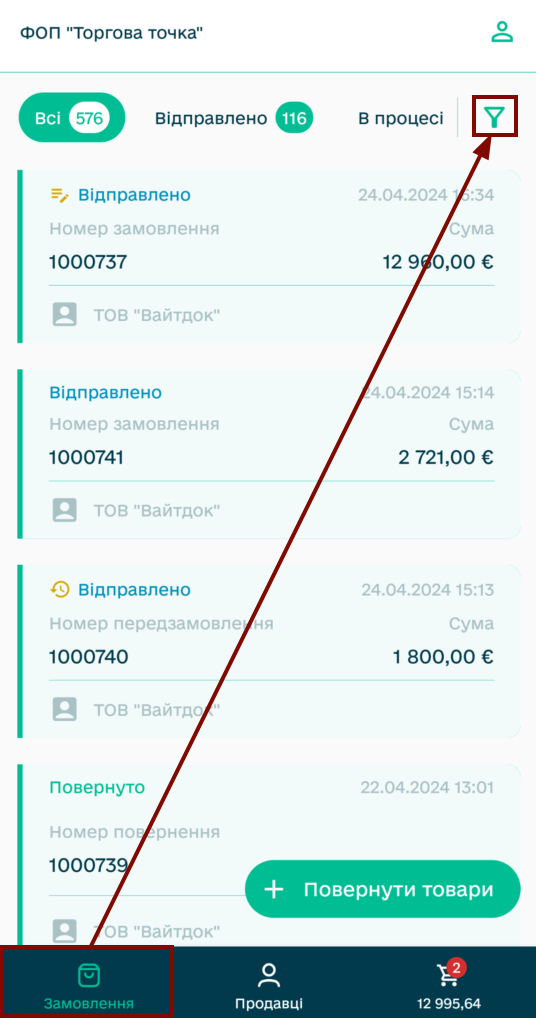 ФОП "Торгова точка"
Всі 576 Відправлено 116 В процесі
Відправлено 24.04.2024 15:34
Номер замовлення Сума
1000737 12 960,00 €
ТОВ "Вайтдок"
Відправлено 24.04.2024 15:14
Номер замовлення Сума
1000741 2 721,00 €
ТОВ "Вайтдок"
Відправлено 24.04.2024 15:13
Номер передзамовлення Сума
1000740 1 800,00 €
ТОВ "Вайтдок"
Повернуто 22.04.2024 13:01
Номер повернення
1000739
+ Повернути товари
ТОВ "Вайтдок"
2
Замовлення Продавці 12 995,64